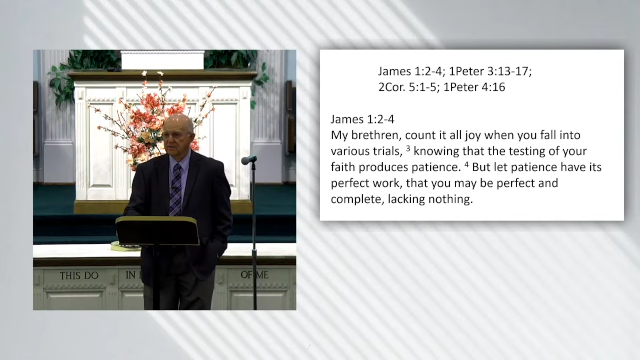 James 1:2-4; 1Peter 3:13-17;
2Cor. 5:1-5; 1Peter 4:16
James 1:2-4
My brethren, count it all joy when you fall into
various trials, ³ knowing that the testing of your
faith produces patience. ⁴ But let patience have its
perfect work, that you may be perfect and
complete, lacking nothing.
THIS DO IN OF ME